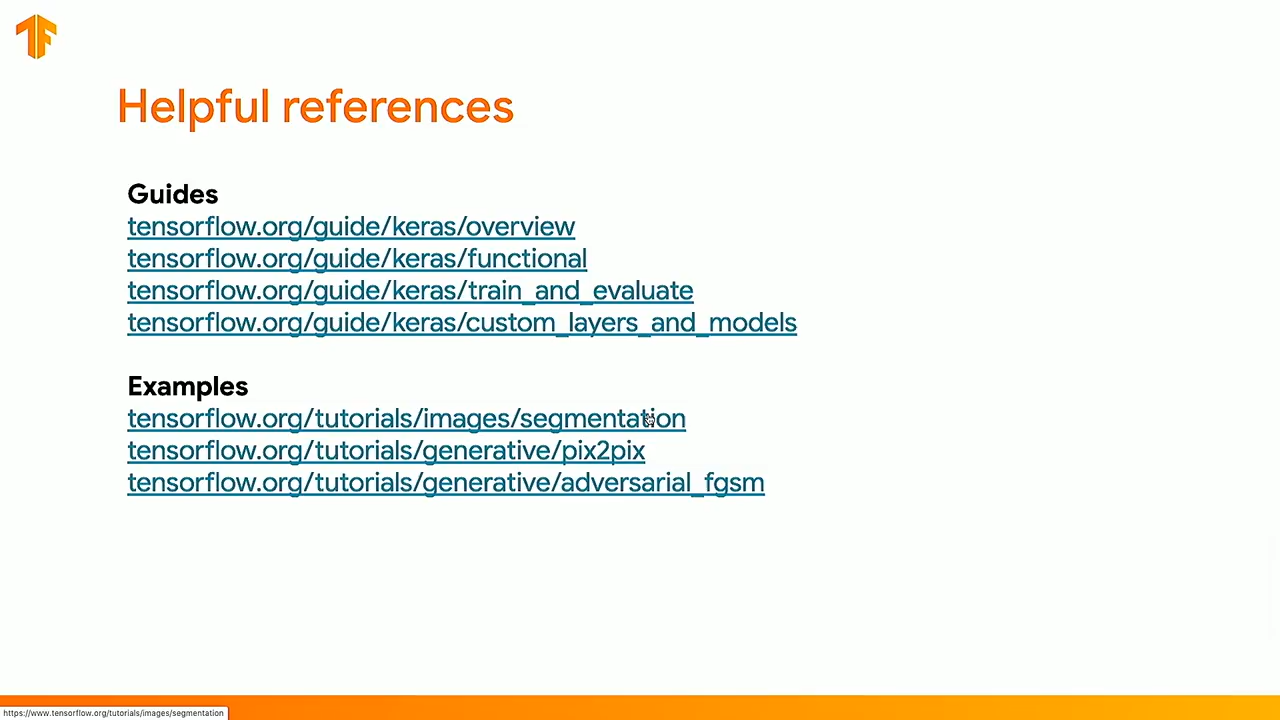 Helpful references
Guides
tensorflow.org/guide/keras/overview
tensorflow.org/guide/keras/functional
tensorflow.org/guide/keras/train_and_evaluate
tensorflow.org/guide/keras/custom_layers_and_models
Examples
tensorflow.org/tutorials/images/segmentation
tensorflow.org/tutorials/generative/pix2pix
tensorflow.org/tutorials/generative/adversarial_fgsm
https://www.tensorflow.org/tutorials/images/segmentation